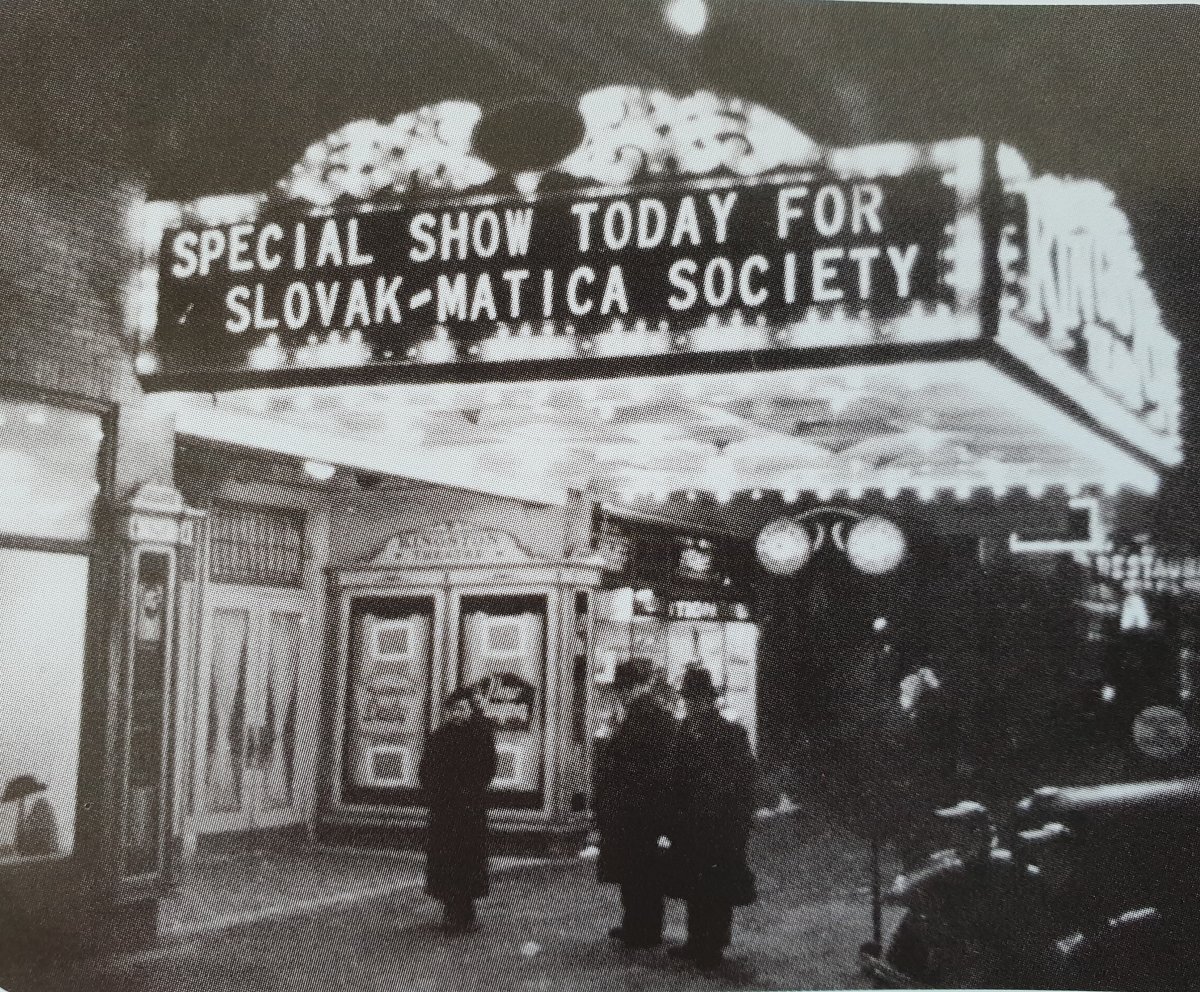 SPECIAL SHOW TODAY FOR
SLOVAK-MATICA SOCIETY